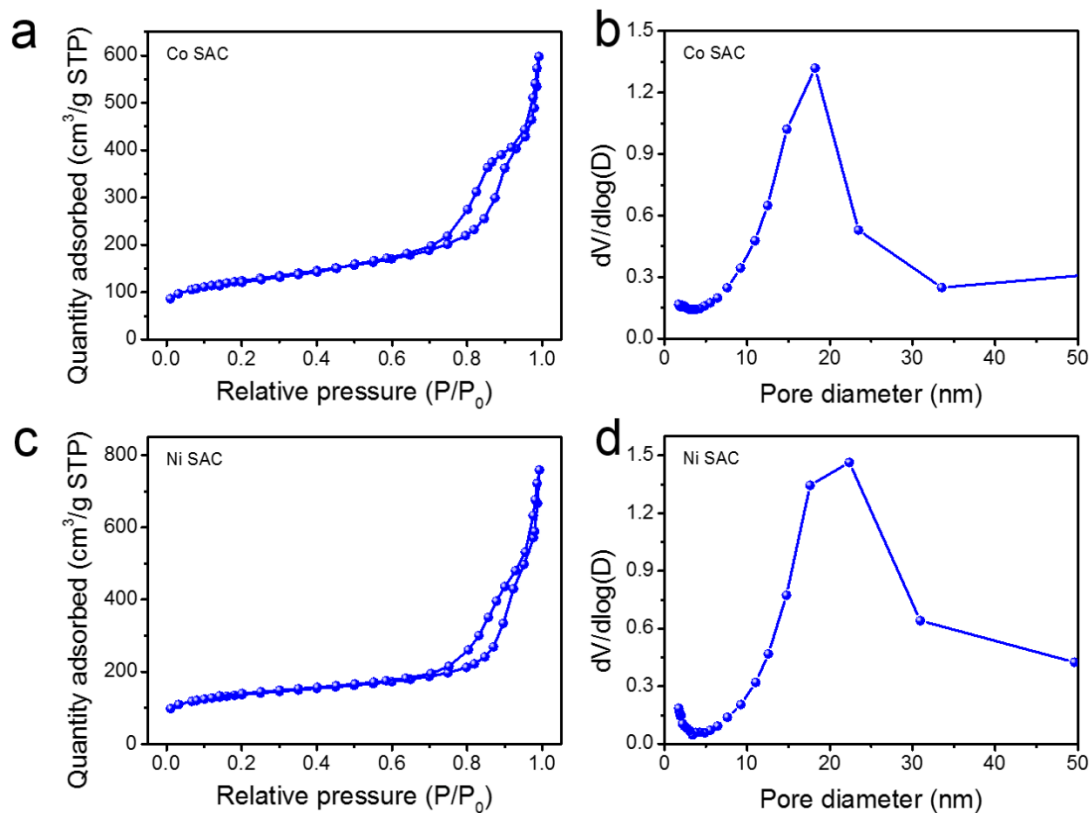 a
Co SAC
Quantity adsorbed (cm³/g STP)
600
500
400
300
200
100
0
0.0 0.2 0.4 0.6 0.8 1.0
Relative pressure (P/P₀)
b
Co SAC
dV/dlog(D)
1.5
1.2
0.9
0.6
0.3
0.0
0 10 20 30 40 50
Pore diameter (nm)
c
Ni SAC
Quantity adsorbed (cm³/g STP)
800
600
400
200
0
0.0 0.2 0.4 0.6 0.8 1.0
Relative pressure (P/P₀)
d
Ni SAC
dV/dlog(D)
1.5
1.2
0.9
0.6
0.3
0.0
0 10 20 30 40 50
Pore diameter (nm)